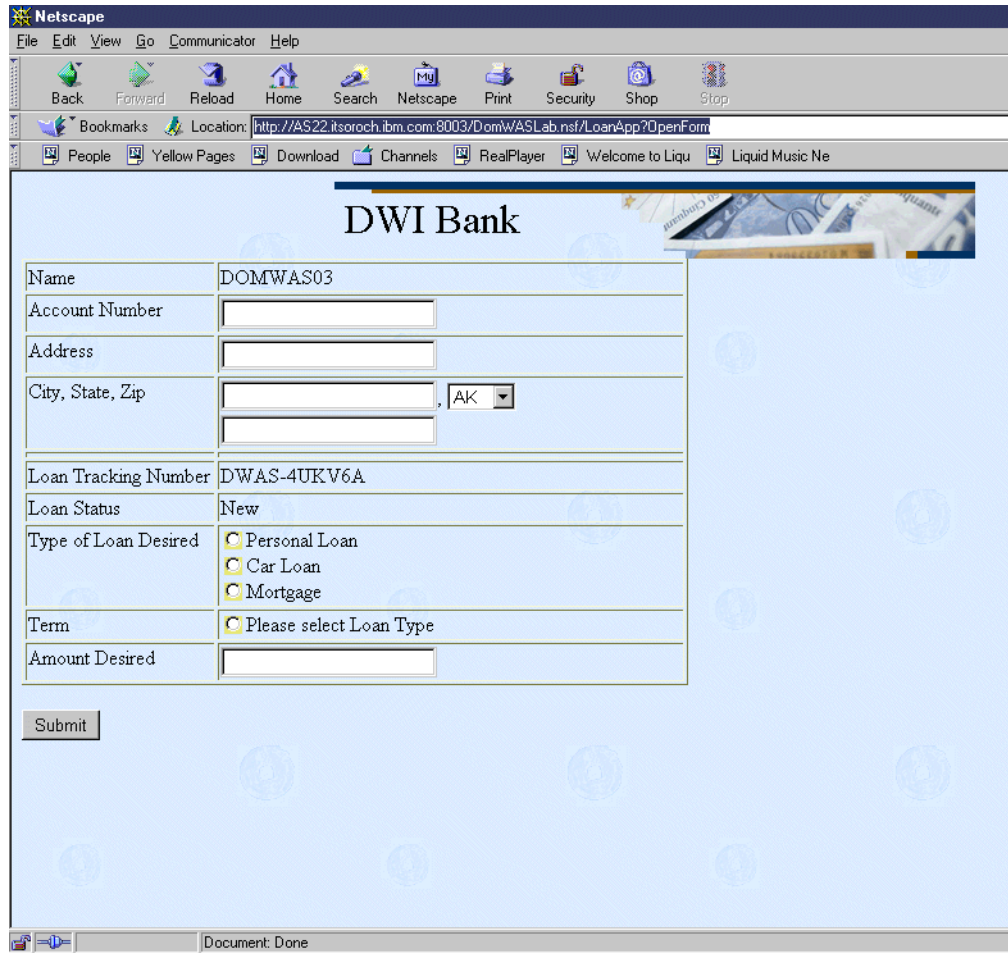 Netscape
File Edit View Go Communicator Help
My
Back Forward Reload Home Search Netscape Print Security Shop Stop
Bookmarks Location: http://AS22.itsoroch.ibm.com:8003/DomWASLab.nsf/LoanApp?OpenForm
People Yellow Pages Download Channels RealPlayer Welcome to Liqu Liquid Music Ne
DWI Bank
Name DOMWAS03
Account Number
Address
City, State, Zip , AK
Loan Tracking Number DWAS-4UKV6A
Loan Status New
Type of Loan Desired Personal Loan
Car Loan
Mortgage
Term Please select Loan Type
Amount Desired
Submit
Document: Done